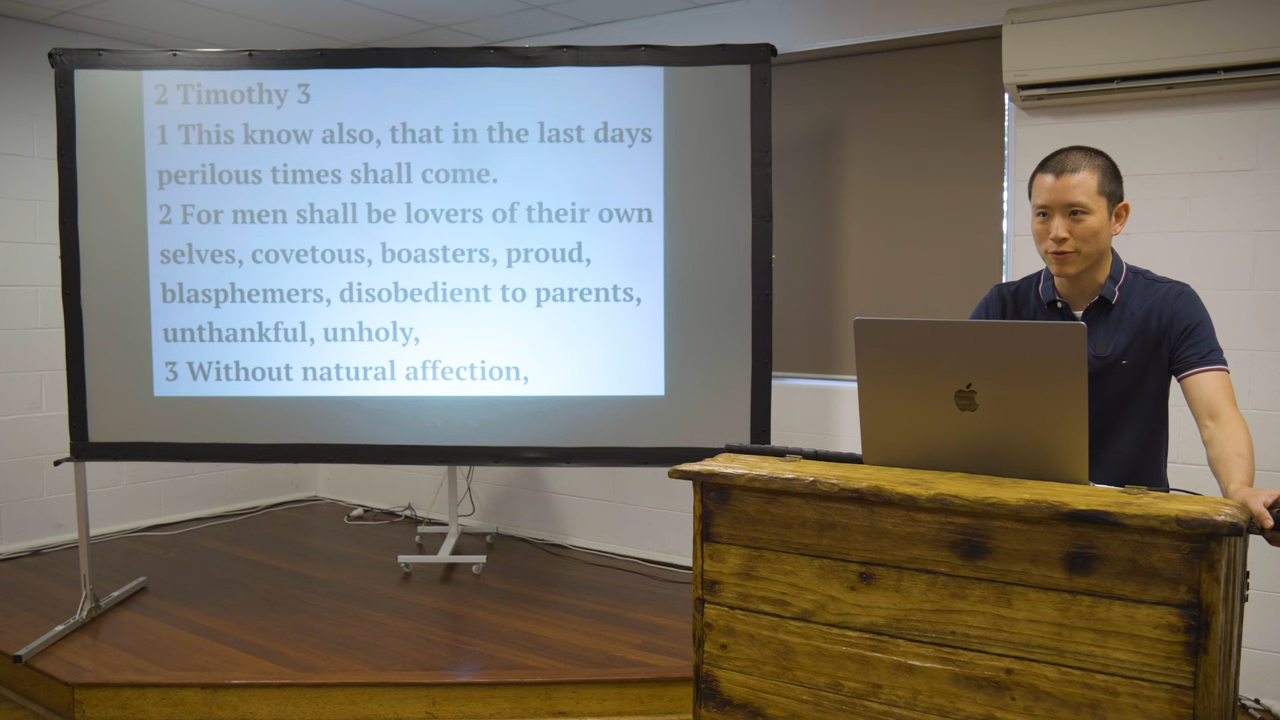 2 Timothy 3
1 This know also, that in the last days
perilous times shall come.
2 For men shall be lovers of their own
selves, covetous, boasters, proud,
blasphemers, disobedient to parents,
unthankful, unholy,
3 Without natural affection,